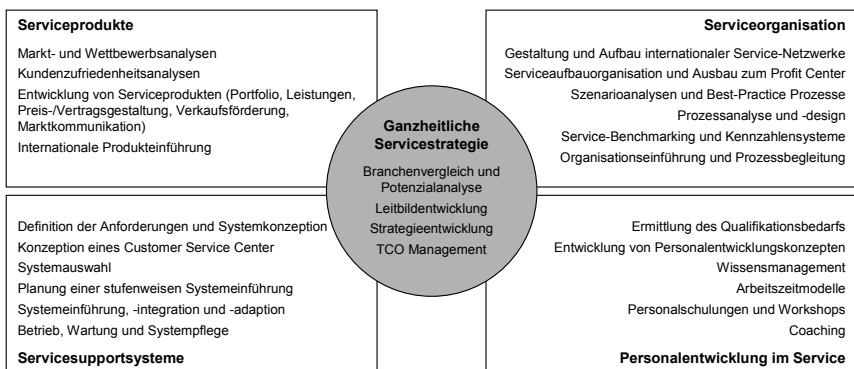 Serviceprodukte
Markt- und Wettbewerbsanalysen
Kundenzufriedenheitsanalysen
Entwicklung von Serviceprodukten (Portfolio, Leistungen,
Preis-/Vertragsgestaltung, Verkaufsförderung,
Marktkommunikation)
Internationale Produkteinführung
Serviceorganisation
Gestaltung und Aufbau internationaler Service-Netzwerke
Serviceaufbauorganisation und Ausbau zum Profit Center
Szenarioanalysen und Best-Practice Prozesse
Prozessanalyse und -design
Service-Benchmarking und Kennzahlensysteme
Organisationseinführung und Prozessbegleitung
Ganzheitliche
Servicestrategie
Branchenvergleich und
Potenzialanalyse
Leitbildentwicklung
Strategieentwicklung
TCO Management
Definition der Anforderungen und Systemkonzeption
Konzeption eines Customer Service Center
Systemauswahl
Planung einer stufenweisen Systemeinführung
Systemeinführung, -integration und -adaption
Betrieb, Wartung und Systempflege
Servicesupportsysteme
Ermittlung des Qualifikationsbedarfs
Entwicklung von Personalentwicklungskonzepten
Wissensmanagement
Arbeitszeitmodelle
Personalschulungen und Workshops
Coaching
Personalentwicklung im Service